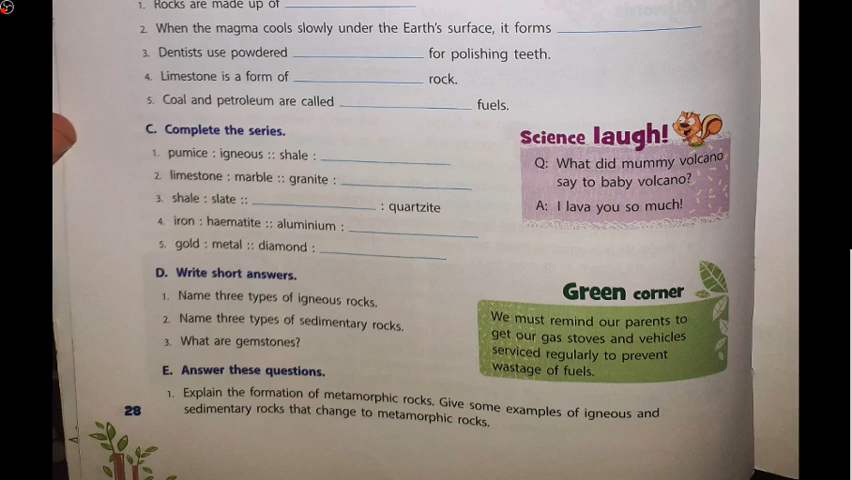 1. Rocks are made up of
2. When the magma cools slowly under the Earth's surface, it forms
3. Dentists use powdered ____________ for polishing teeth.
4. Limestone is a form of ____________ rock.
5. Coal and petroleum are called ____________ fuels.
C. Complete the series.
1. pumice : igneous :: shale :
2. limestone : marble :: granite :
3. shale : slate :: ____________ : quartzite
4. iron : haematite :: aluminium :
5. gold : metal :: diamond :
D. Write short answers.
1. Name three types of igneous rocks.
2. Name three types of sedimentary rocks.
3. What are gemstones?
E. Answer these questions.
1. Explain the formation of metamorphic rocks. Give some examples of igneous and
sedimentary rocks that change to metamorphic rocks.
28
Science laugh!
Q: What did mummy volcano
say to baby volcano?
A: I lava you so much!
Green corner
We must remind our parents to
get our gas stoves and vehicles
serviced regularly to prevent
wastage of fuels.